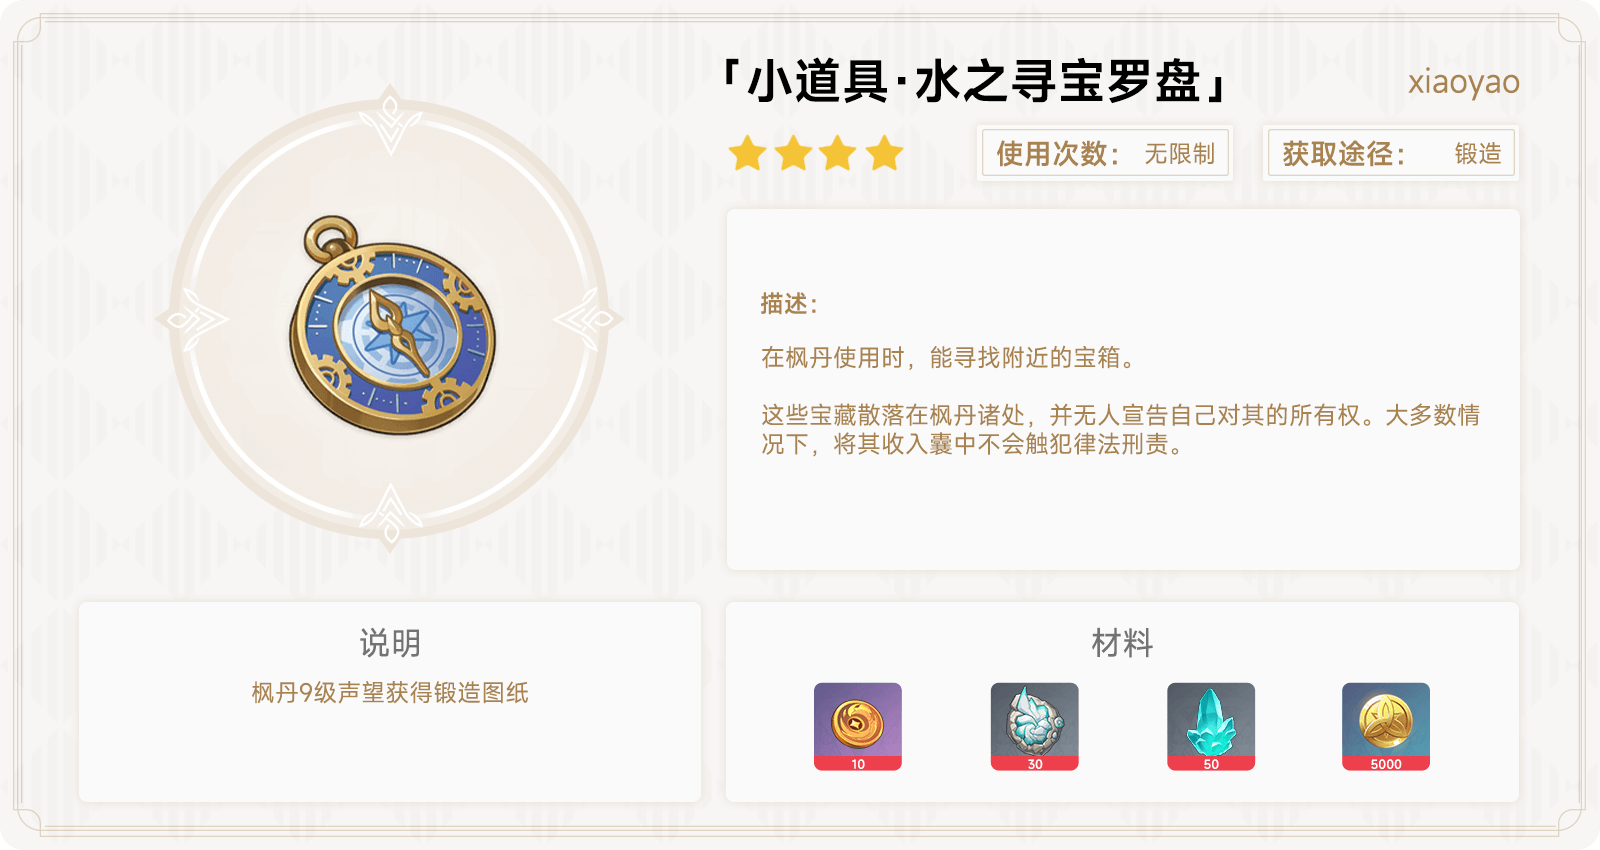 「小道具·水之寻宝罗盘」
xiaoyao
使用次数： 无限制
获取途径： 锻造
描述：
在枫丹使用时，能寻找附近的宝箱。
这些宝藏散落在枫丹诸处，并无人宣告自己对其的所有权。大多数情
况下，将其收入囊中不会触犯律法刑责。
说明
枫丹9级声望获得锻造图纸
材料
10
30
50
5000